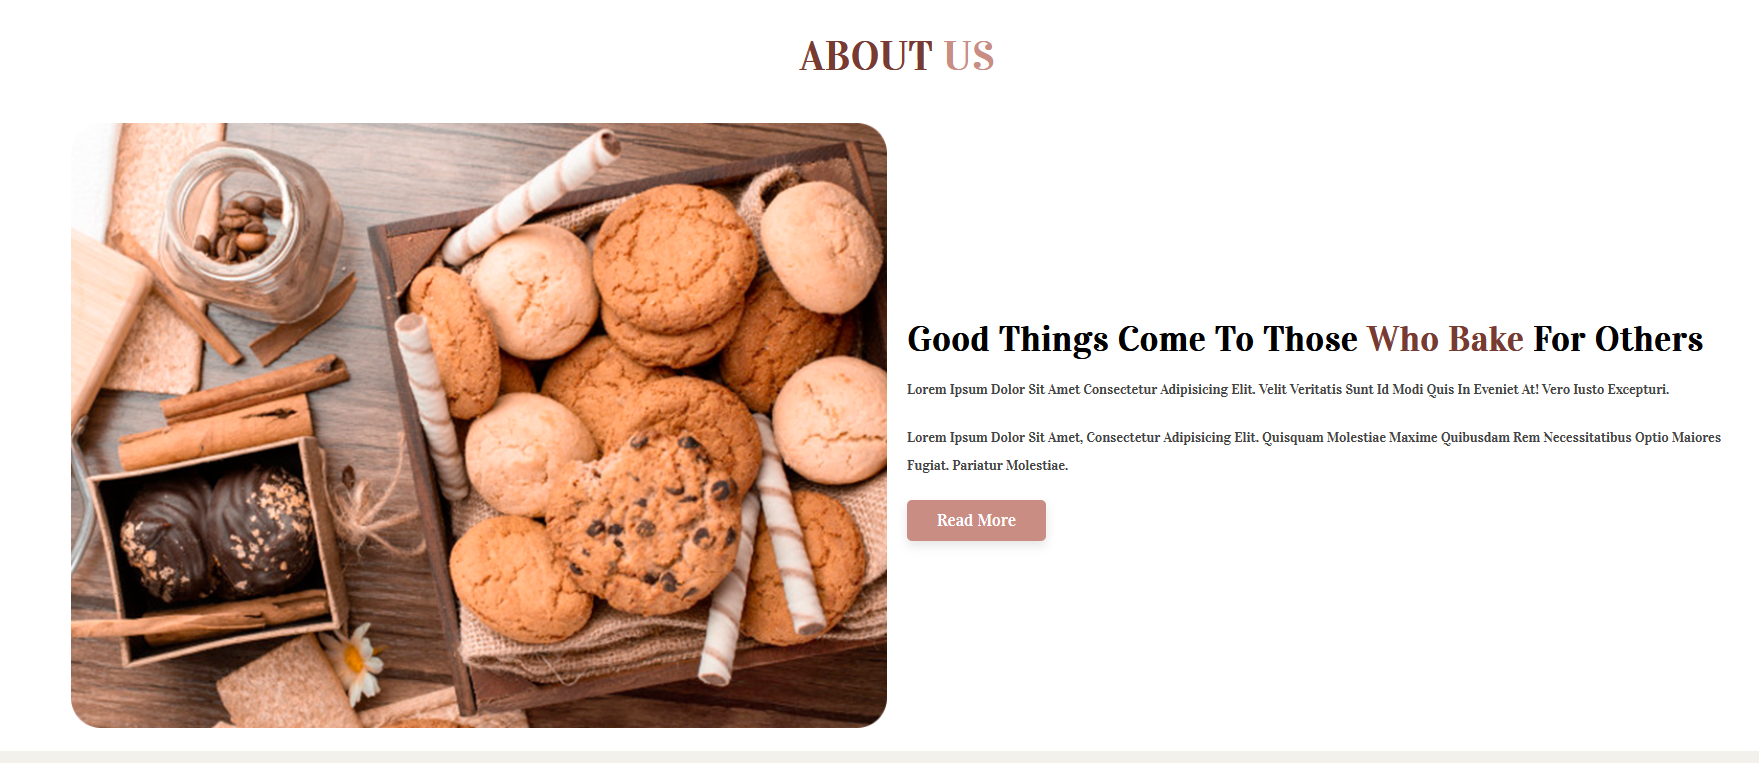 ABOUT US
Good Things Come To Those Who Bake For Others
Lorem Ipsum Dolor Sit Amet Consectetur Adipisicing Elit. Velit Veritatis Sunt Id Modi Quis In Eveniet At! Vero Iusto Excepturi.
Lorem Ipsum Dolor Sit Amet, Consectetur Adipisicing Elit. Quisquam Molestiae Maxime Quibusdam Rem Necessitatibus Optio Maiores
Fugiat. Pariatur Molestiae.
Read More